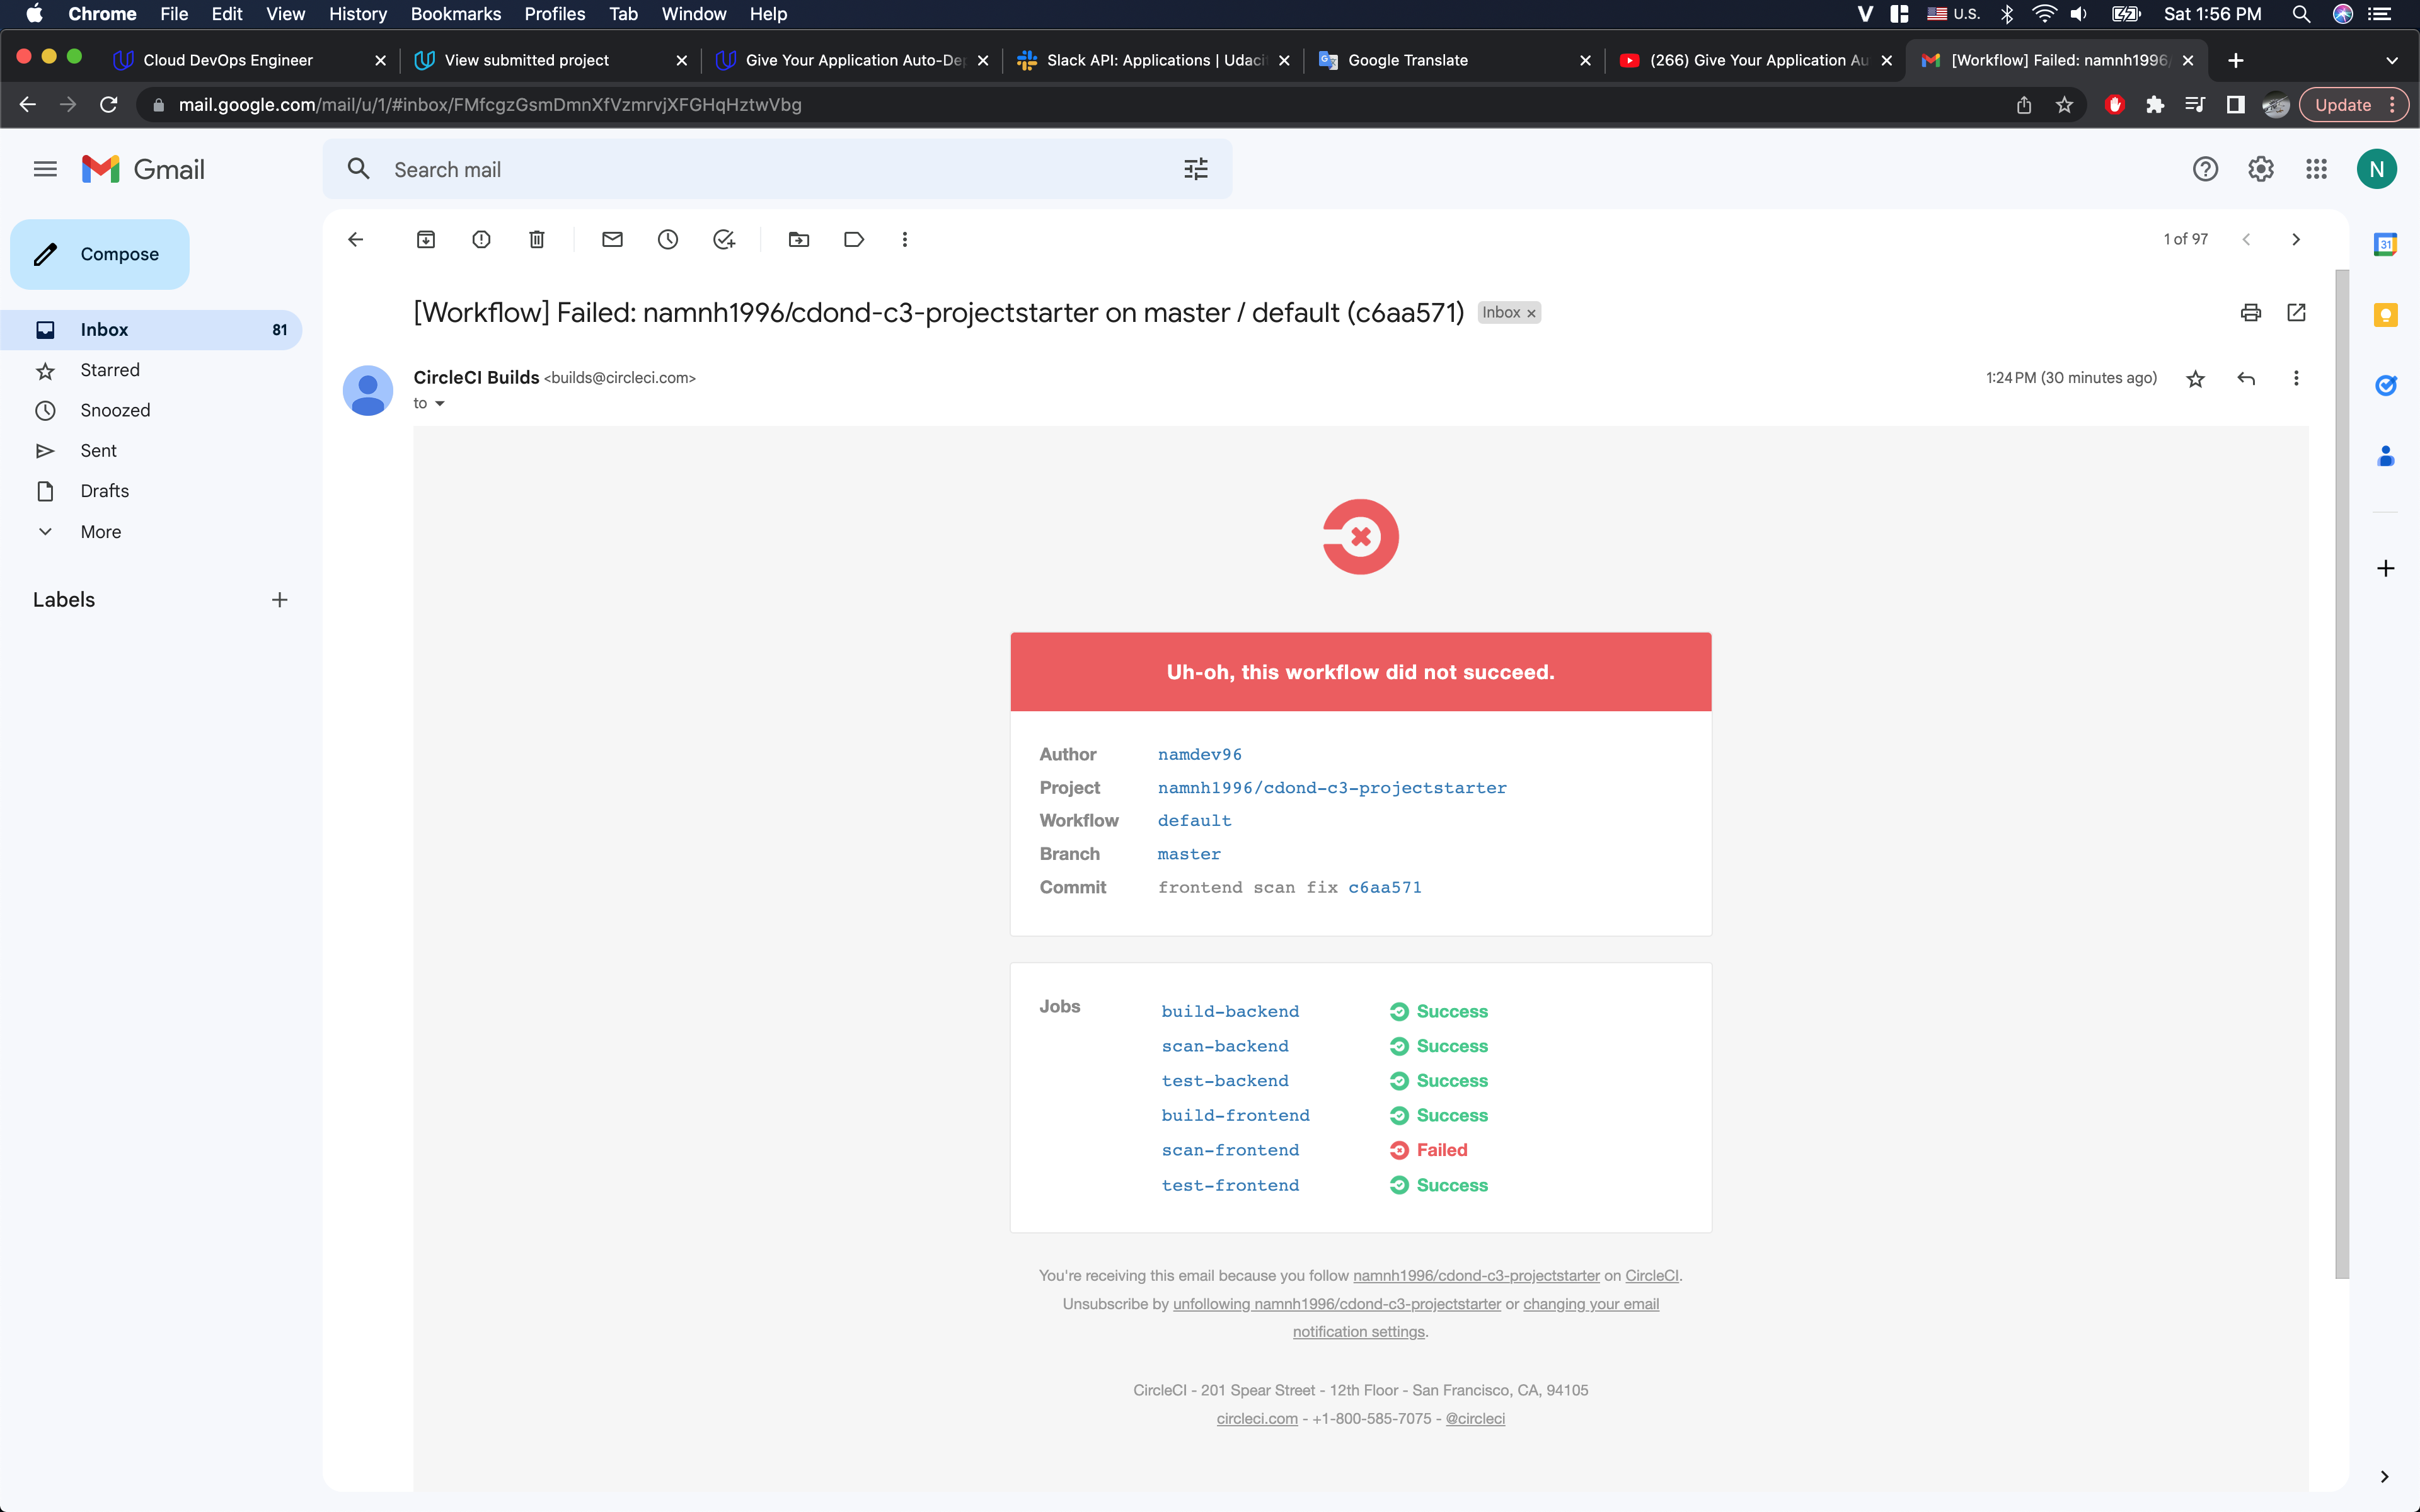 Chrome File Edit View History Bookmarks Profiles Tab Window Help U.S. Sat 1:56 PM
Cloud DevOps Engineer View submitted project Give Your Application Auto-De Slack API: Applications | Udaci Google Translate (266) Give Your Application Au [Workflow] Failed: namnh1996/
mail.google.com/mail/u/1/#inbox/FMfcgzGsmDmnXfVzmrvjXFGHqHztwVbg Update
Gmail Search mail N
Compose 1 of 97
[Workflow] Failed: namnh1996/cdond-c3-projectstarter on master / default (c6aa571) Inbox ×
Inbox 81
Starred
Snoozed
Sent
Drafts
More
Labels
CircleCI Builds <builds@circleci.com> 1:24 PM (30 minutes ago)
to
31
Uh-oh, this workflow did not succeed.
Author namdev96
Project namnh1996/cdond-c3-projectstarter
Workflow default
Branch master
Commit frontend scan fix c6aa571
Jobs build-backend Success
scan-backend Success
test-backend Success
build-frontend Success
scan-frontend Failed
test-frontend Success
You're receiving this email because you follow namnh1996/cdond-c3-projectstarter on CircleCI.
Unsubscribe by unfollowing namnh1996/cdond-c3-projectstarter or changing your email
notification settings.
CircleCI - 201 Spear Street - 12th Floor - San Francisco, CA, 94105
circleci.com - +1-800-585-7075 - @circleci